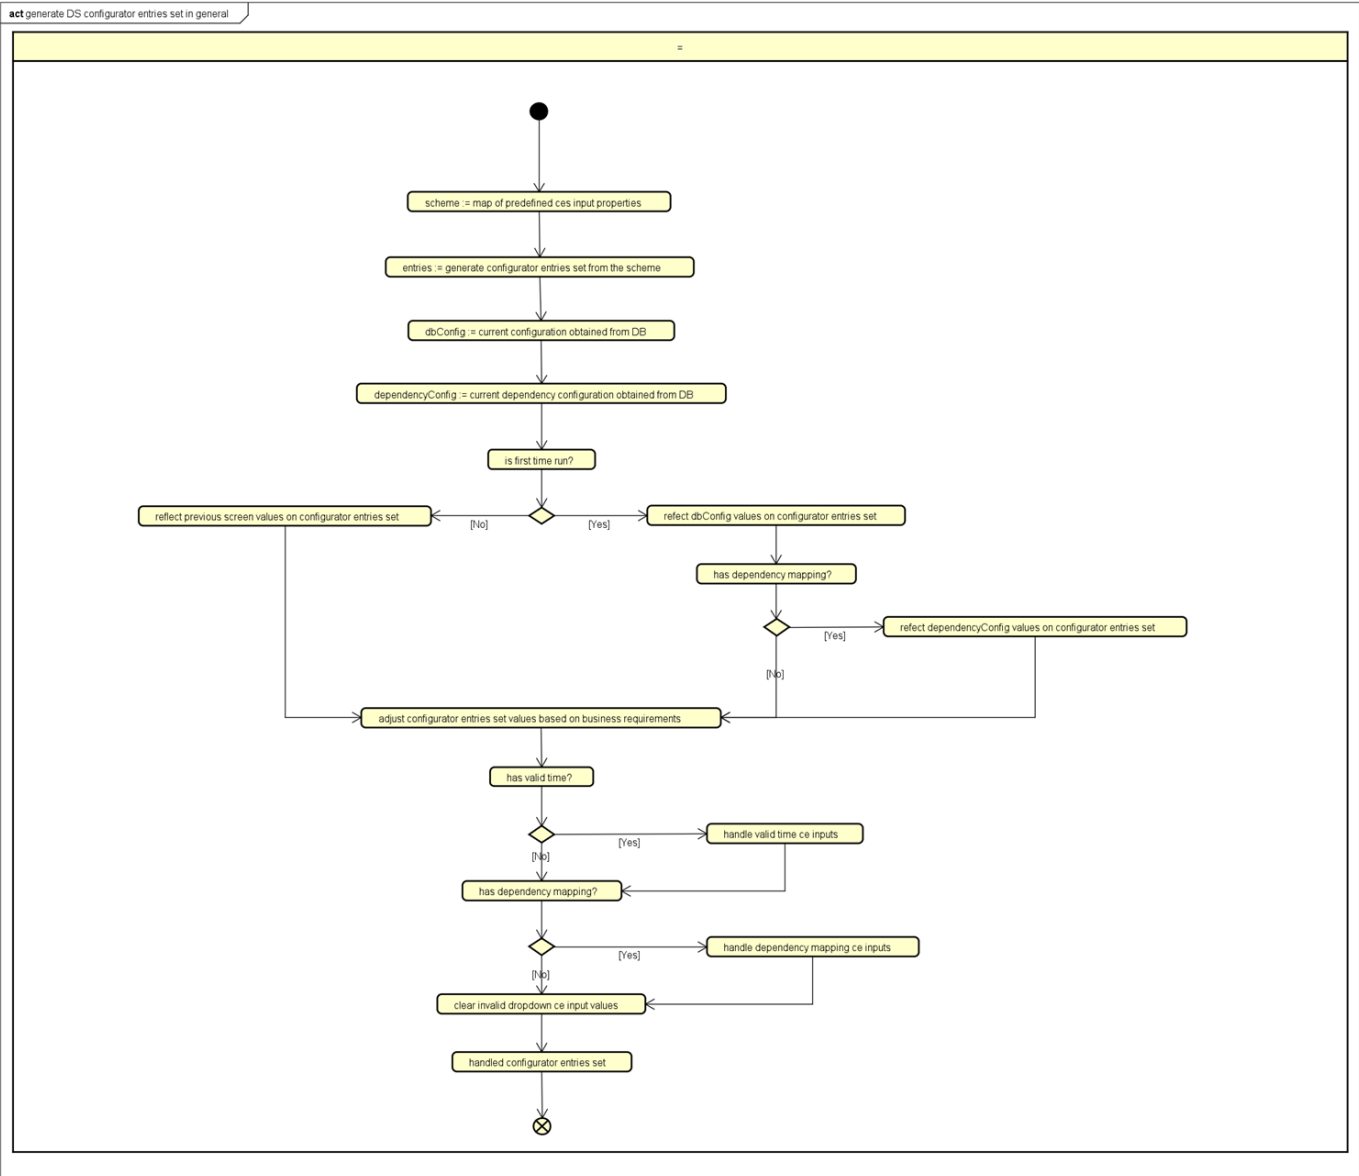 act generate DS configurator entries set in general
=
scheme := map of predefined ces input properties
entries := generate configurator entries set from the scheme
dbConfig := current configuration obtained from DB
dependencyConfig := current dependency configuration obtained from DB
is first time run?
reflect previous screen values on configurator entries set
[No]
[Yes]
refect dbConfig values on configurator entries set
has dependency mapping?
[Yes]
refect dependencyConfig values on configurator entries set
[No]
adjust configurator entries set values based on business requirements
has valid time?
[Yes]
handle valid time ce inputs
[No]
has dependency mapping?
[Yes]
handle dependency mapping ce inputs
[No]
clear invalid dropdown ce input values
handled configurator entries set